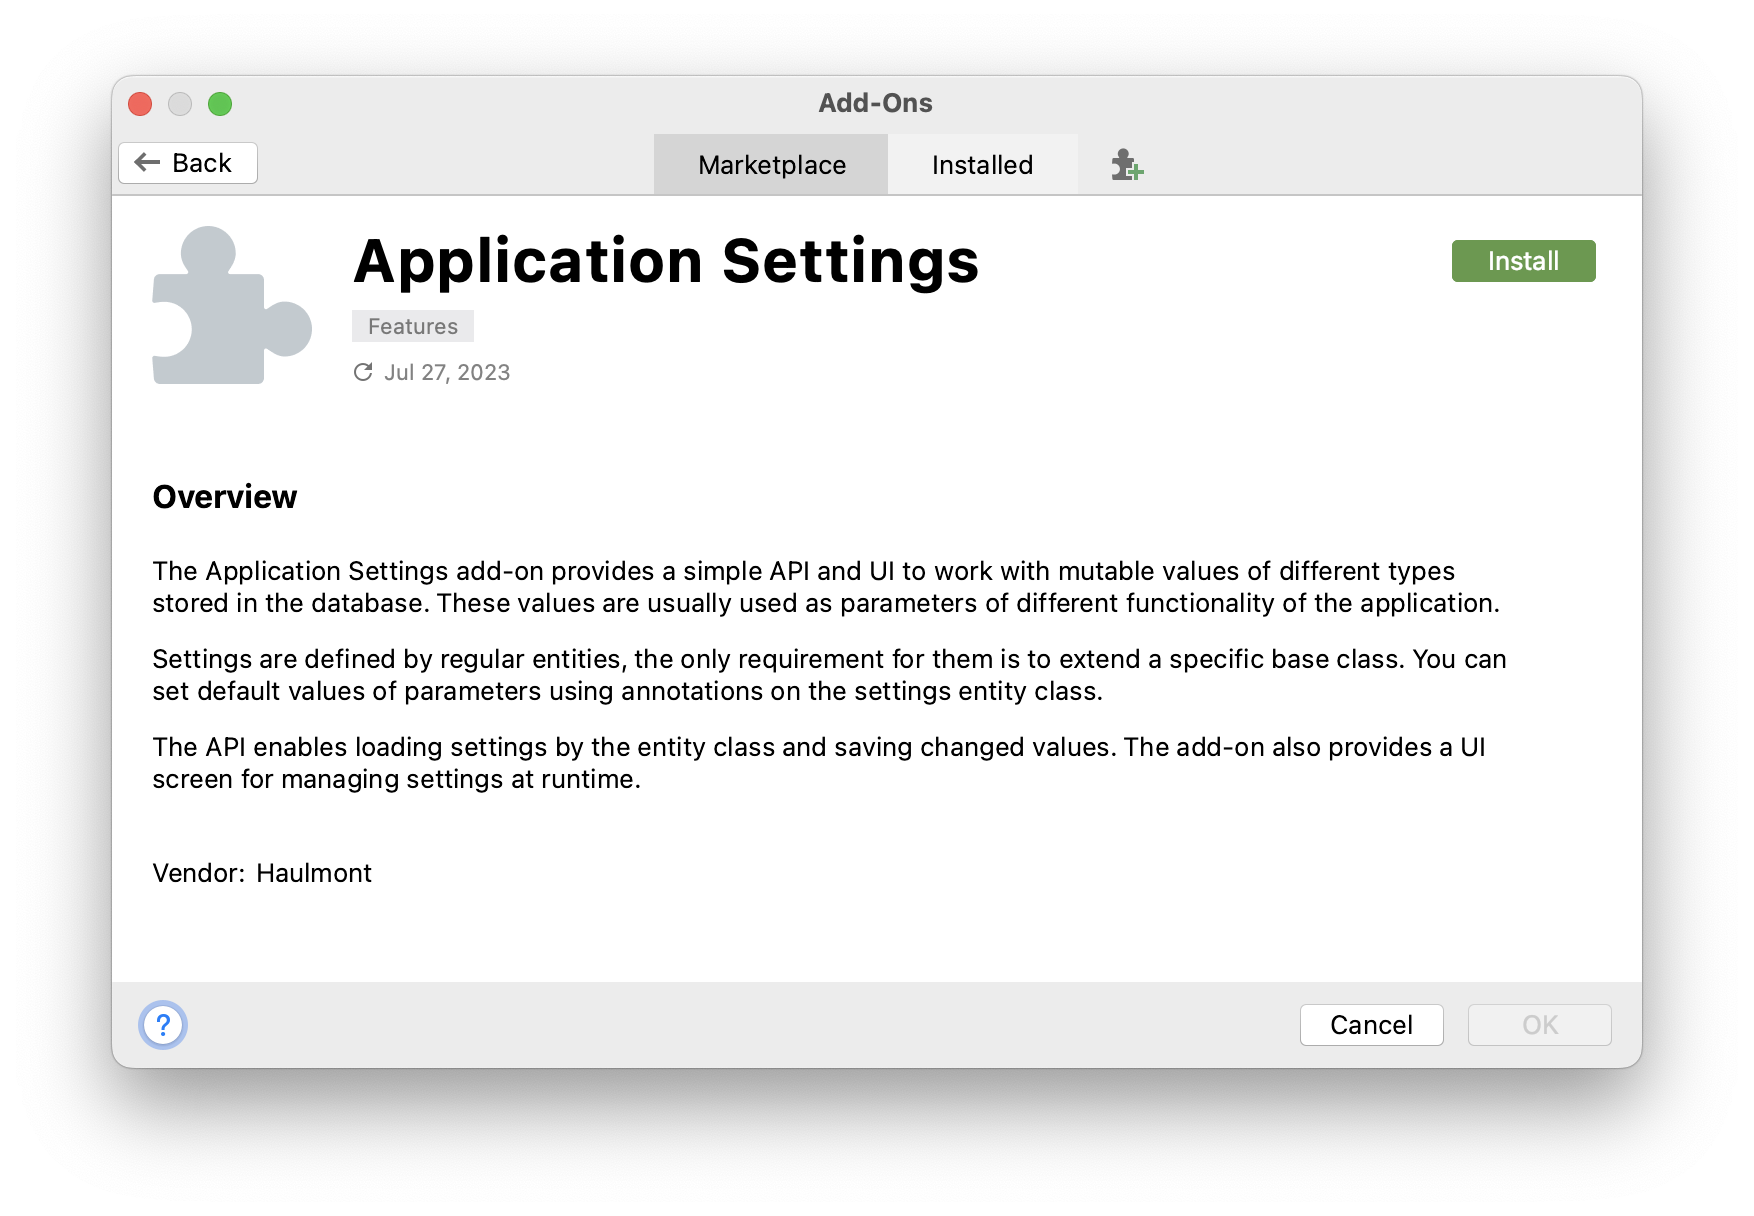 Add-Ons
Back
Marketplace
Installed
Application Settings
Install
Features
Jul 27, 2023
Overview
The Application Settings add-on provides a simple API and UI to work with mutable values of different types
stored in the database. These values are usually used as parameters of different functionality of the application.
Settings are defined by regular entities, the only requirement for them is to extend a specific base class. You can
set default values of parameters using annotations on the settings entity class.
The API enables loading settings by the entity class and saving changed values. The add-on also provides a UI
screen for managing settings at runtime.
Vendor: Haulmont
?
Cancel
OK